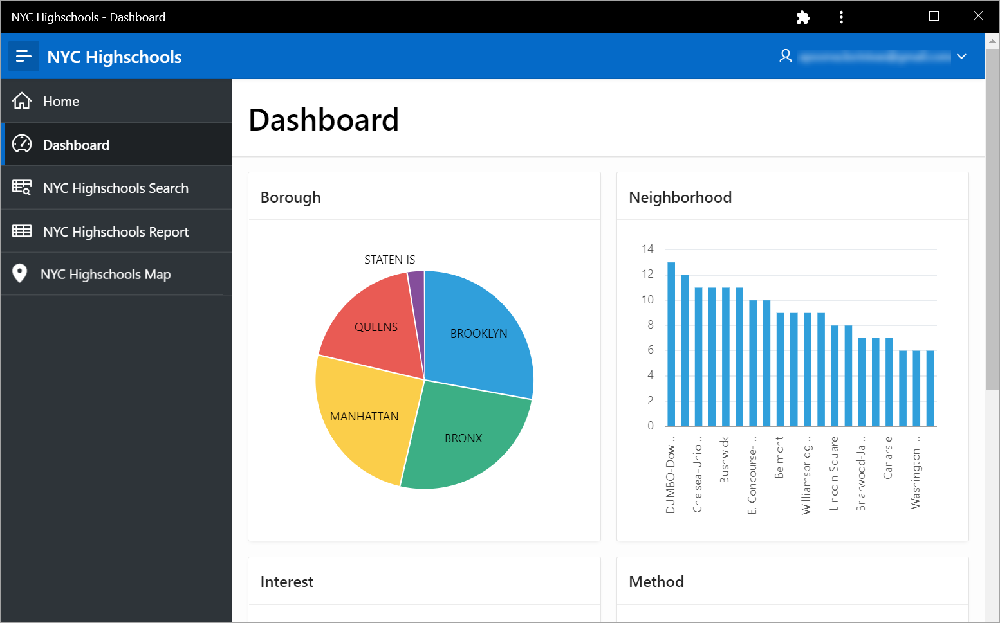 NYC Highschools - Dashboard
NYC Highschools
Home
Dashboard
NYC Highschools Search
NYC Highschools Report
NYC Highschools Map
Dashboard
Borough
STATEN IS
QUEENS
BROOKLYN
MANHATTAN
BRONX
Neighborhood
14
12
10
8
6
4
2
0
DUMBO-Dow...
Chelsea-Unio...
Bushwick
E. Concourse-...
Belmont
Williamsbridg...
Lincoln Square
Briarwood-Ja...
Canarsie
Washington ...
Interest
Method